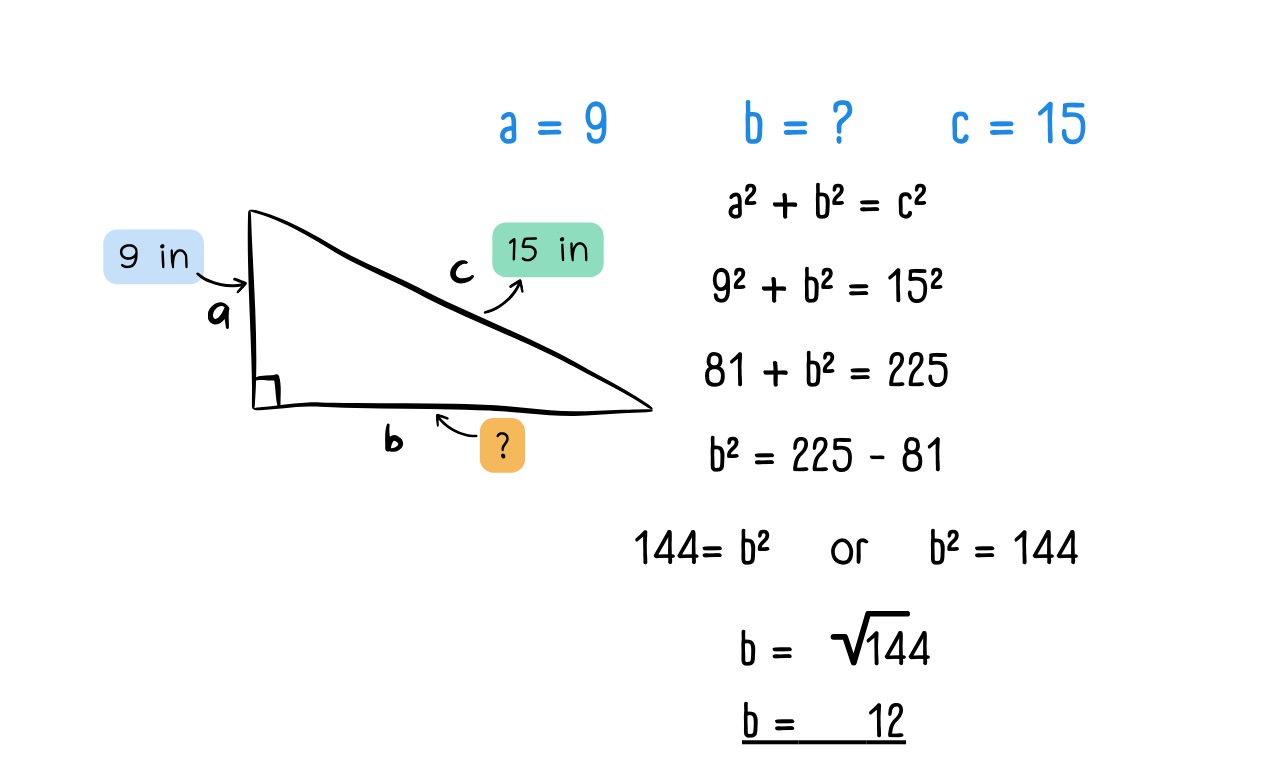 a = 9 b = ? c = 15
a² + b² = c²
9 in
15 in
c
9² + b² = 15²
a
81 + b² = 225
b
?
b² = 225 - 81
144= b² or b² = 144
b = √144
b = 12